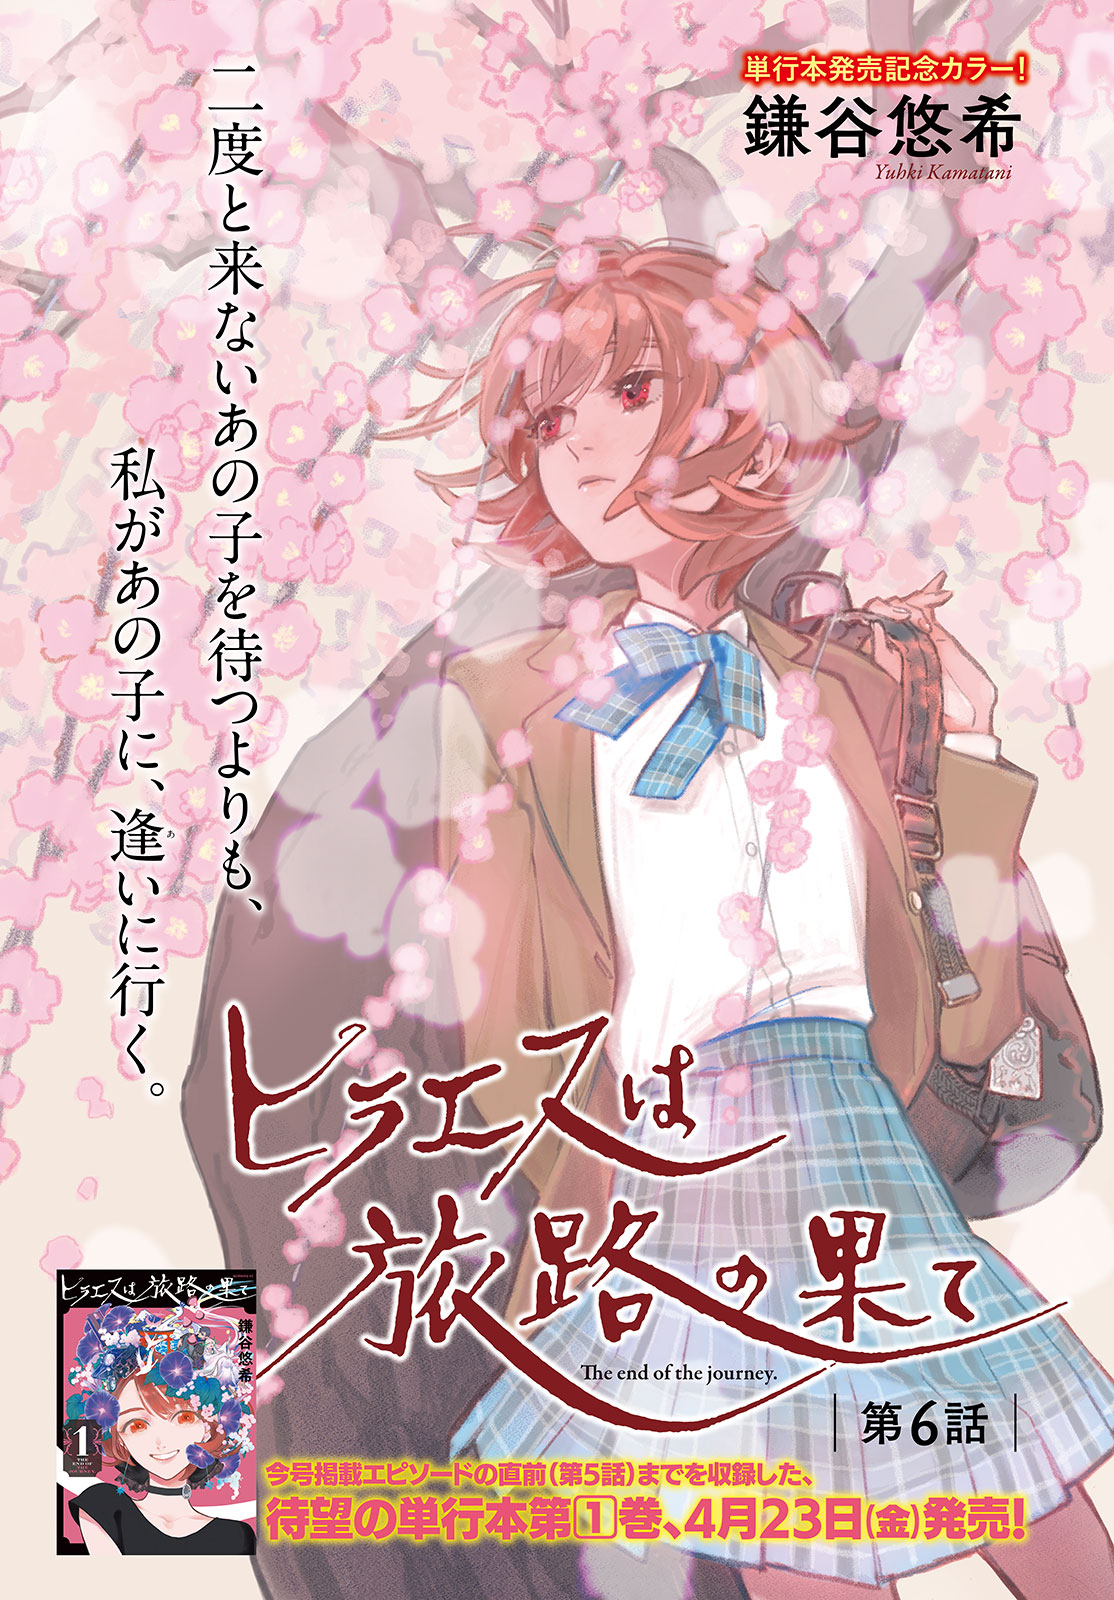 単行本発売記念カラー!
鎌谷悠希
Yuhki Kamatani
二度と来ないあの子を待つよりも、
私があの子に、逢いに行く。
あ
ヒラエスは
旅路の果て
The end of the journey.
第6話
ヒラエスは 旅路の果て
鎌谷悠希
1
THE END OF THE JOURNEY.
今号掲載エピソードの直前(第5話)までを収録した、
待望の単行本第1巻、4月23日(金)発売!